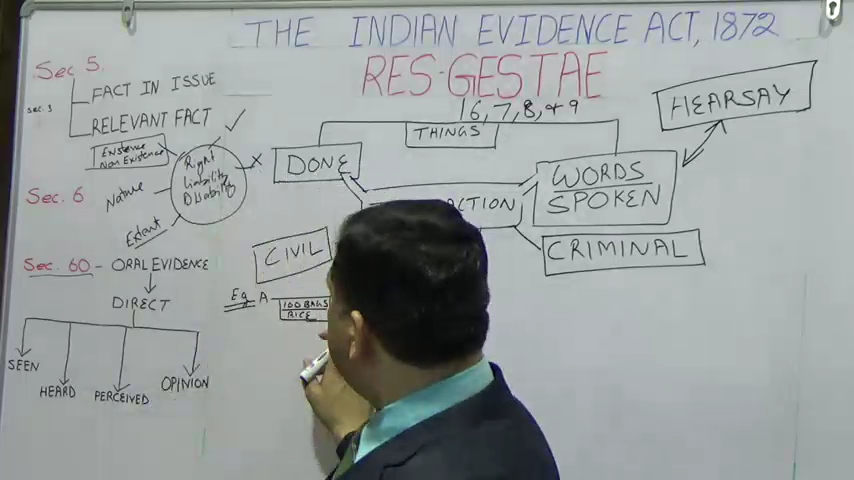 THE INDIAN EVIDENCE ACT, 1872
RES-GESTAE
Sec 5
FACT IN ISSUE
RELEVANT FACT
Existence
Non Existence
Right
Liability
Disability
Nature
Extent
Sec. 6
Sec. 60 - ORAL EVIDENCE
DIRECT
SEEN
HEARD
PERCEIVED
OPINION
6, 7, 8, & 9
THINGS
DONE
WORDS
SPOKEN
HEARSAY
ACTION
CIVIL
CRIMINAL
Eg A
100 BAGS
RICE